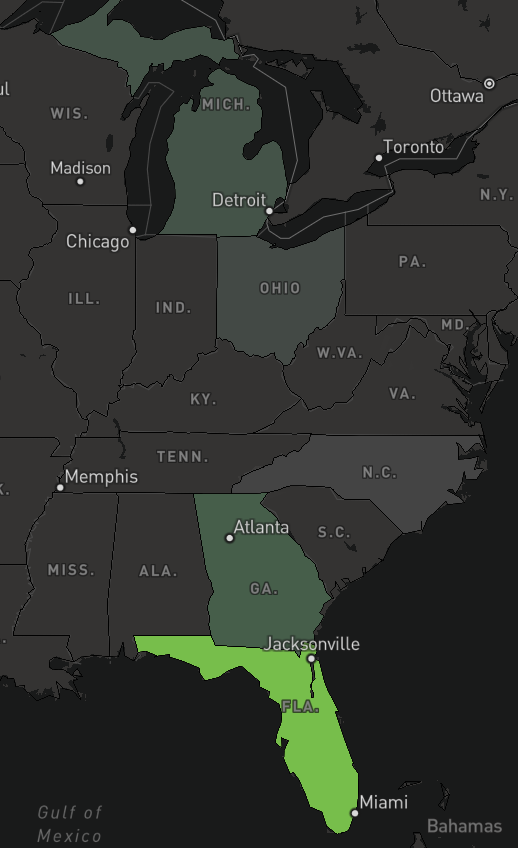 ul
Ottawa
MICH.
WIS.
Toronto
Madison
N.Y.
Detroit
Chicago
PA.
OHIO
ILL.
IND.
MD.
W.VA.
VA.
KY.
TENN.
N.C.
Memphis
K.
Atlanta
S.C.
MISS.
ALA.
GA.
Jacksonville
FLA.
Miami
Gulf of
Mexico
Bahamas